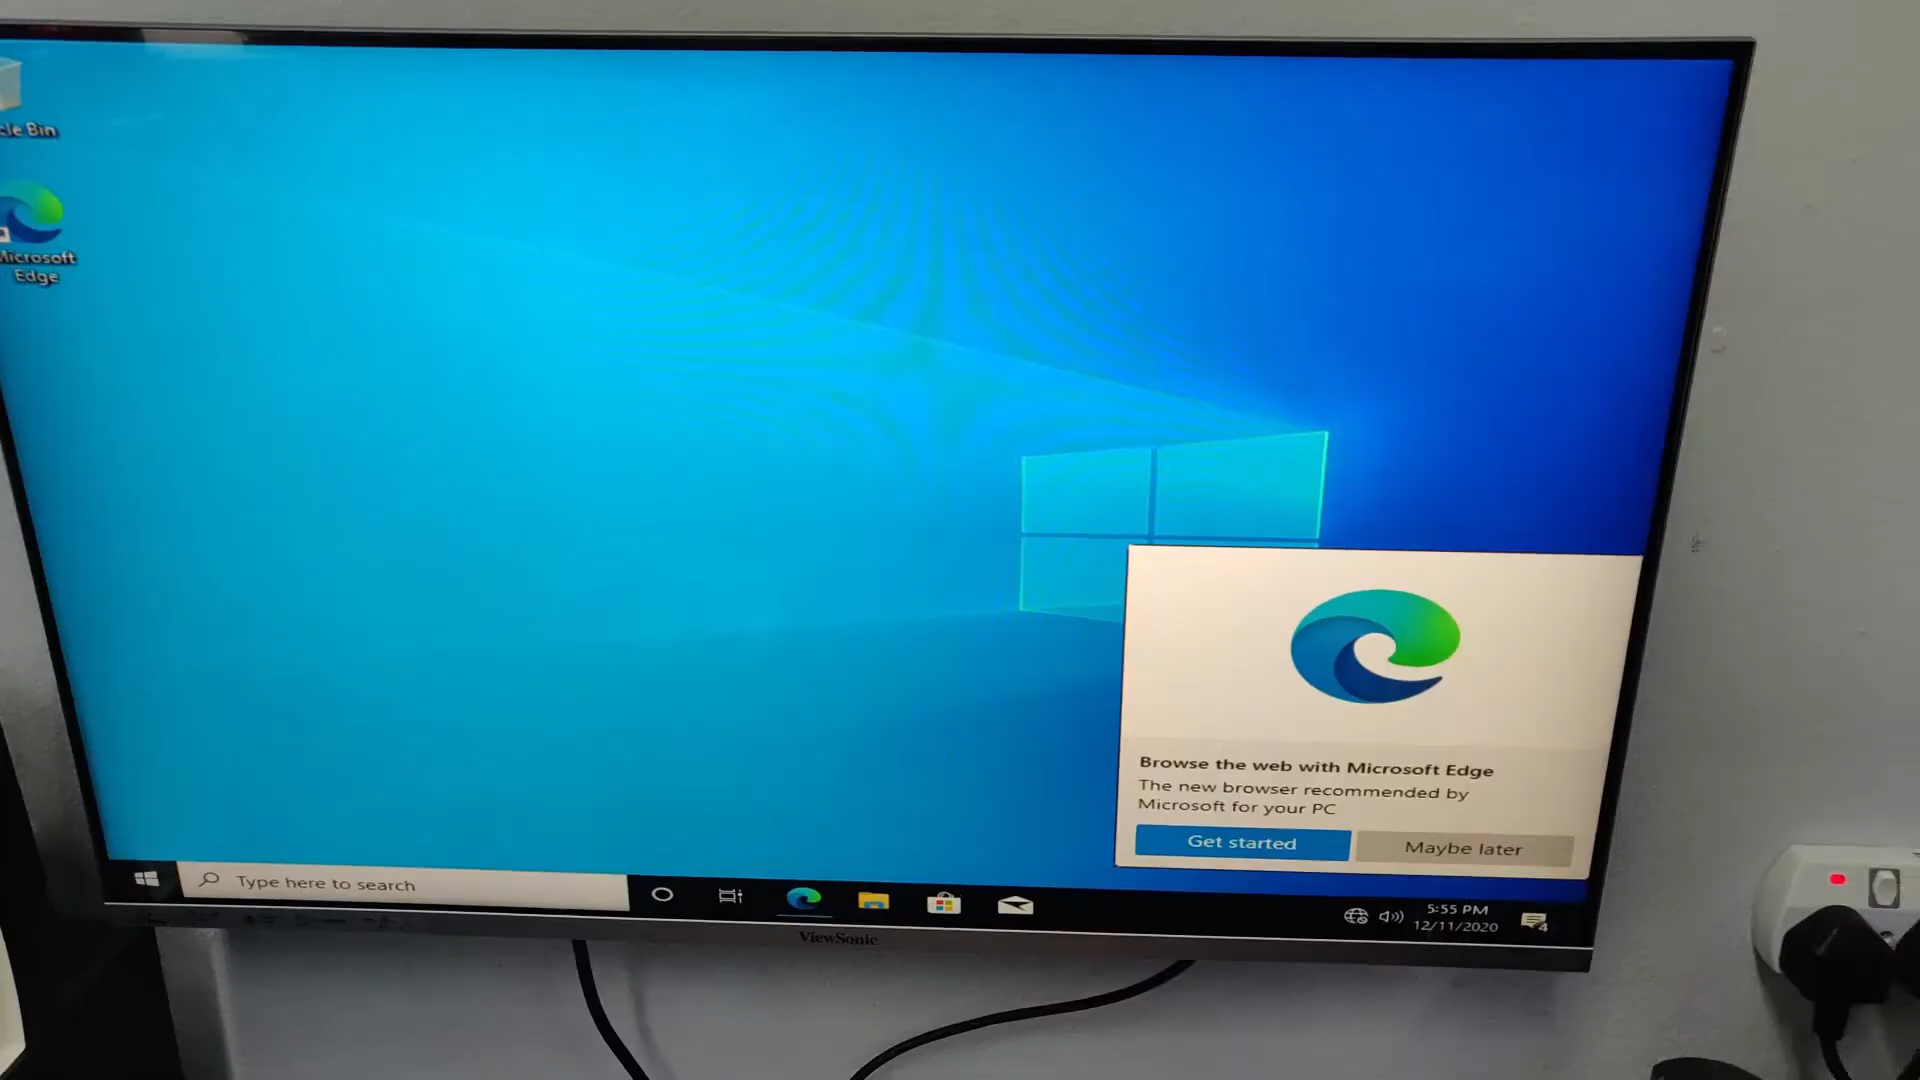 cle Bin
Microsoft
Edge
Browse the web with Microsoft Edge
The new browser recommended by
Microsoft for your PC
Get started
Maybe later
Type here to search
5:55 PM
12/11/2020
4
ViewSonic